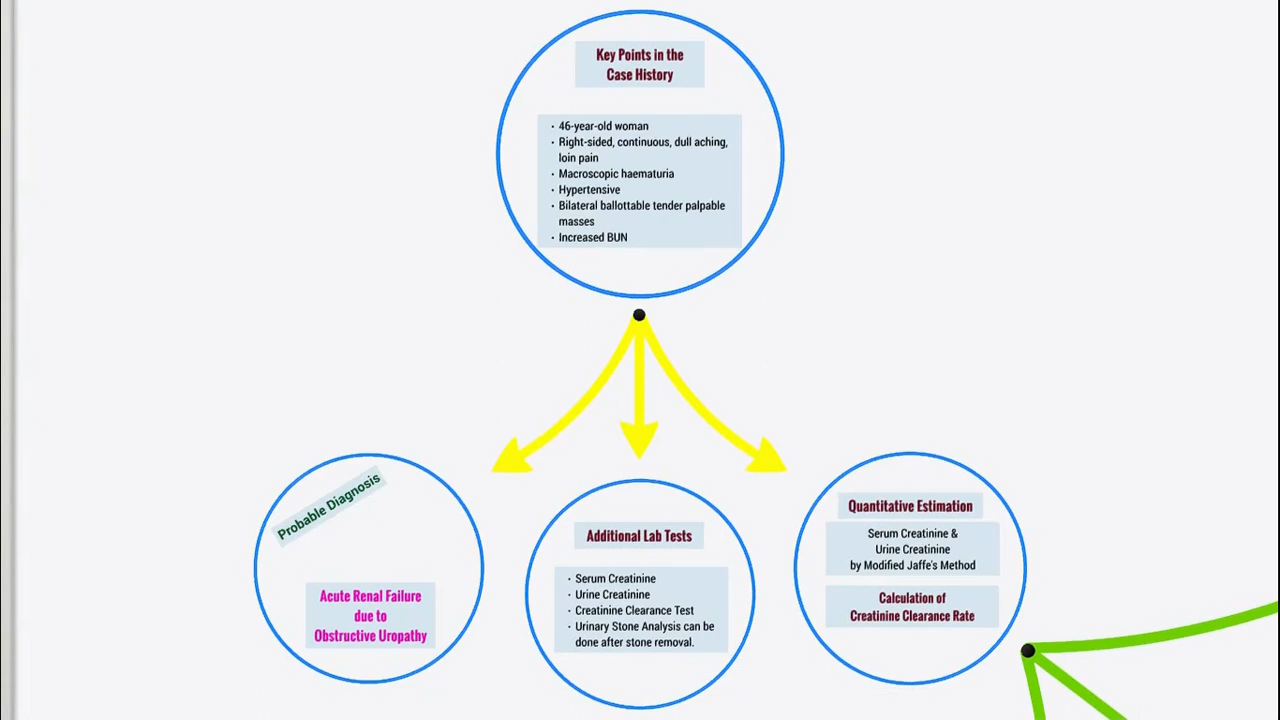 Key Points in the
Case History
· 46-year-old woman
· Right-sided, continuous, dull aching,
loin pain
· Macroscopic haematuria
· Hypertensive
· Bilateral ballottable tender palpable
masses
· Increased BUN
Probable Diagnosis
Acute Renal Failure
due to
Obstructive Uropathy
Additional Lab Tests
· Serum Creatinine
· Urine Creatinine
· Creatinine Clearance Test
· Urinary Stone Analysis can be
done after stone removal.
Quantitative Estimation
Serum Creatinine &
Urine Creatinine
by Modified Jaffe's Method
Calculation of
Creatinine Clearance Rate